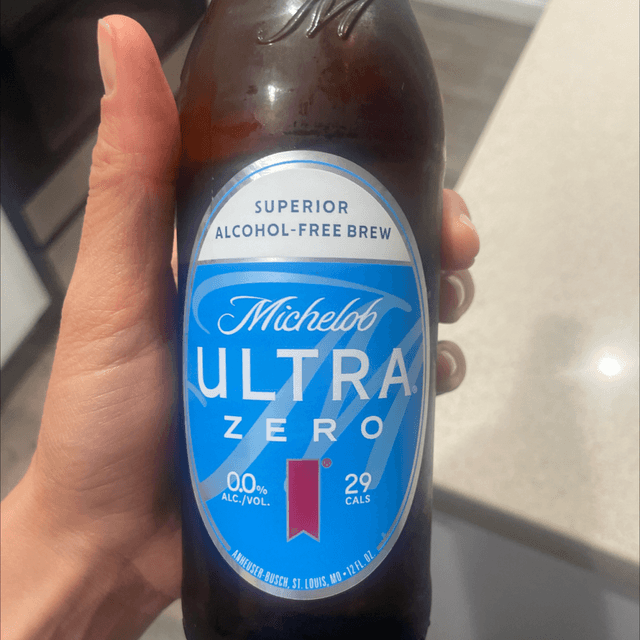 SUPERIOR
ALCOHOL-FREE BREW
Michelob
ULTRA®
ZERO
0.0%
ALC./VOL.
®
29
CALS
ANHEUSER-BUSCH, ST. LOUIS, MO • 12 FL OZ